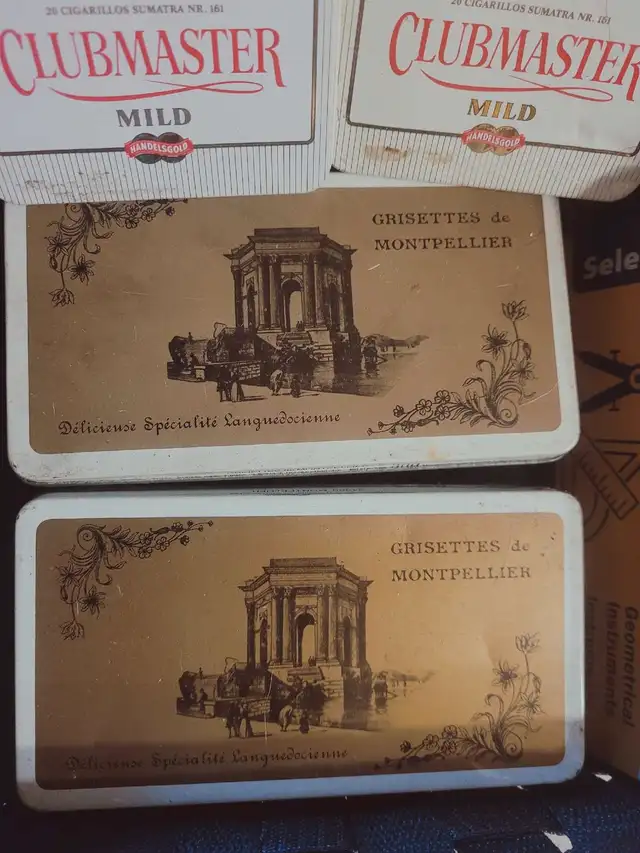 20 CIGARILLOS SUMATRA NR. 161
CLUBMASTER
MILD
HANDELSGOLD
20 CIGARILLOS SUMATRA NR. 161
CLUBMASTER
MILD
HANDELSGOLD
GRISETTES de
MONTPELLIER
Délicieuse Spécialité Languedocienne
GRISETTES de
MONTPELLIER
Délicieuse Spécialité Languedocienne
Sele
Geometrical
Instruments